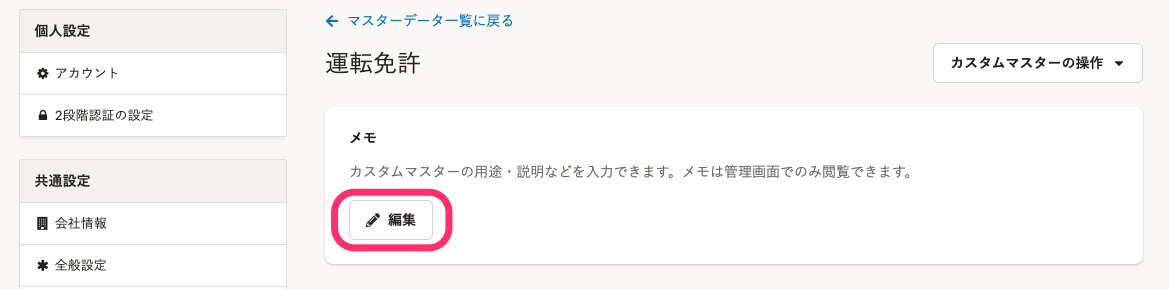 個人設定
アカウント
2段階認証の設定
共通設定
会社情報
全般設定
マスターデータ一覧に戻る
運転免許
カスタムマスターの操作
メモ
カスタムマスターの用途・説明などを入力できます。メモは管理画面でのみ閲覧できます。
編集